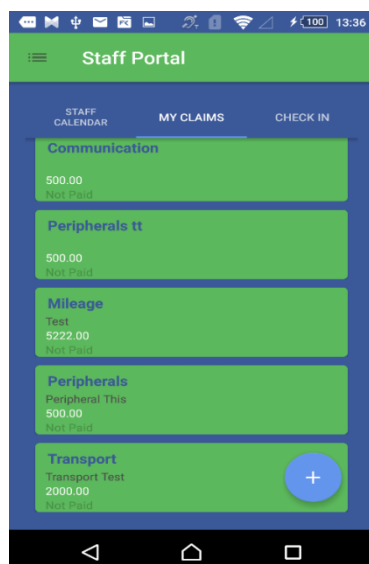 100 13:36
Staff Portal
STAFF
CALENDAR
MY CLAIMS
CHECK IN
Communication
500.00
Not Paid
Peripherals tt
500.00
Not Paid
Mileage
Test
5222.00
Not Paid
Peripherals
Peripheral This
500.00
Not Paid
Transport
Transport Test
2000.00
Not Paid
+